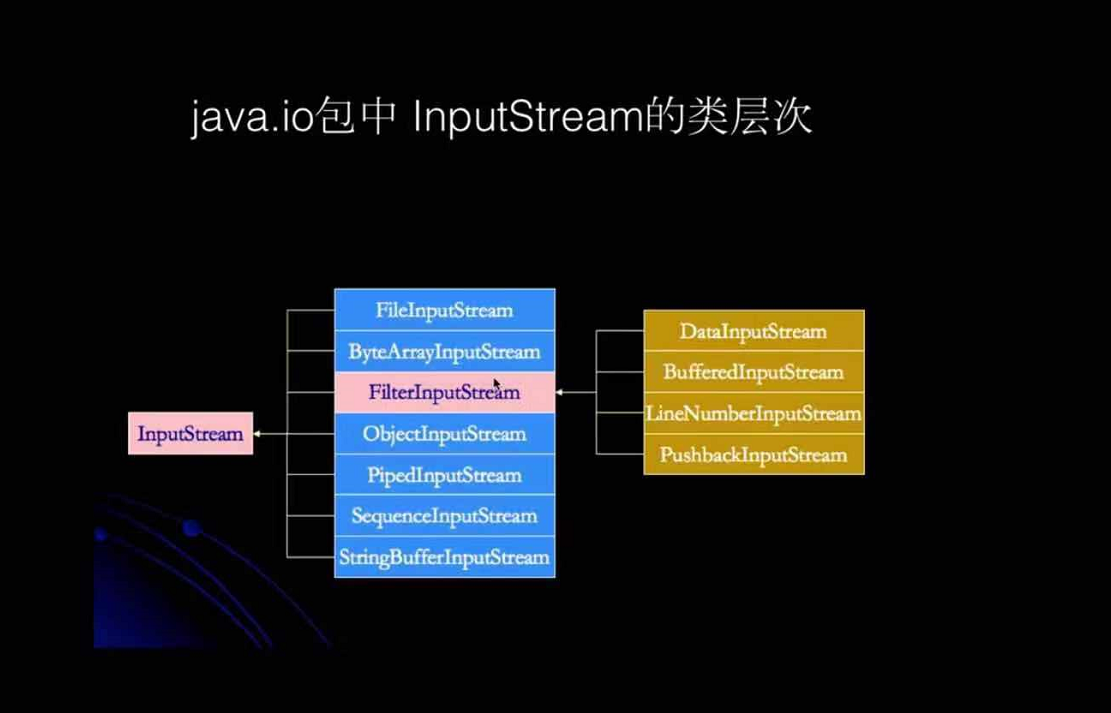 java.io包中 InputStream的类层次
InputStream
FileInputStream
ByteArrayInputStream
FilterInputStream
ObjectInputStream
PipedInputStream
SequenceInputStream
StringBufferInputStream
DataInputStream
BufferedInputStream
LineNumberInputStream
PushbackInputStream